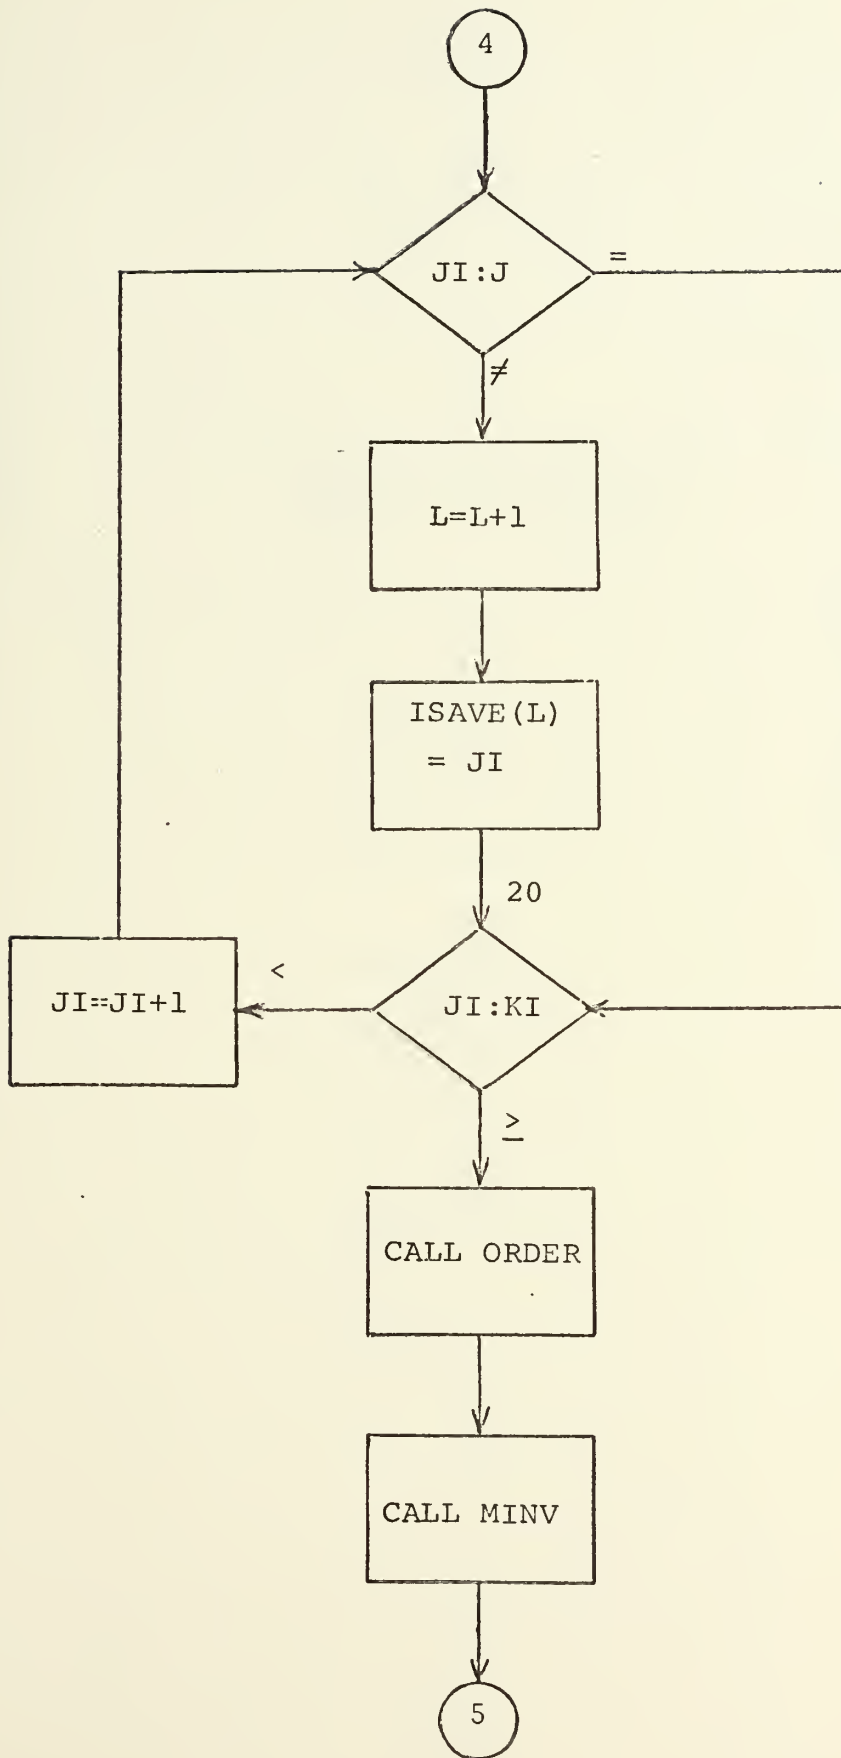 4
JI:J
=
≠
L=L+1
ISAVE(L)
= JI
20
<
JI=JI+1
JI:KI
≥
CALL ORDER
CALL MINV
5